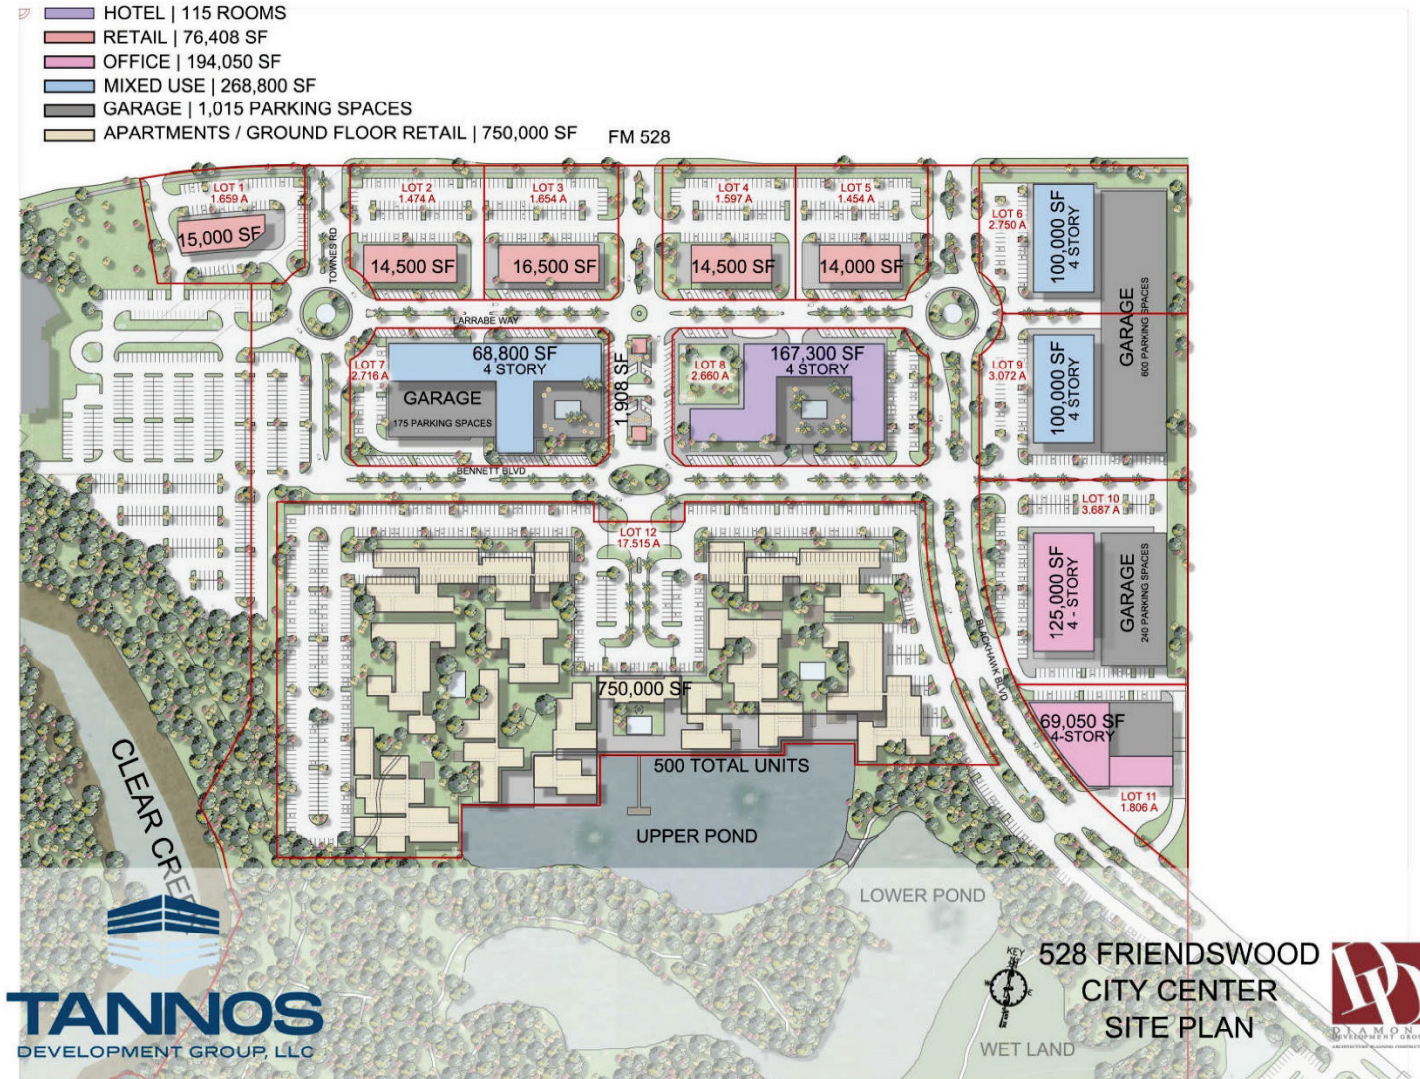 HOTEL | 115 ROOMS
RETAIL | 76,408 SF
OFFICE | 194,050 SF
MIXED USE | 268,800 SF
GARAGE | 1,015 PARKING SPACES
APARTMENTS / GROUND FLOOR RETAIL | 750,000 SF
FM 528
LOT 1
1.659 A
15,000 SF
TOWNES RD
LOT 2
1.474 A
14,500 SF
LOT 3
1.654 A
16,500 SF
LOT 4
1.597 A
14,500 SF
LOT 5
1.454 A
14,000 SF
LOT 6
2.750 A
100,000 SF
4 STORY
GARAGE
600 PARKING SPACES
LARRABE WAY
LOT 7
2.716 A
68,800 SF
4 STORY
GARAGE
175 PARKING SPACES
1,908 SF
LOT 8
2.660 A
167,300 SF
4 STORY
LOT 9
3.072 A
100,000 SF
4 STORY
BENNETT BLVD
LOT 10
3.687 A
125,000 SF
4 - STORY
GARAGE
240 PARKING SPACES
LOT 12
17.515 A
BLACKHAWK BLVD
750,000 SF
69,050 SF
4-STORY
LOT 11
1.806 A
500 TOTAL UNITS
UPPER POND
CLEAR CREEK
LOWER POND
WET LAND
KEY
528 FRIENDSWOOD
CITY CENTER
SITE PLAN
TANNOS
DEVELOPMENT GROUP, LLC
DIAMOND
DEVELOPMENT GROUP